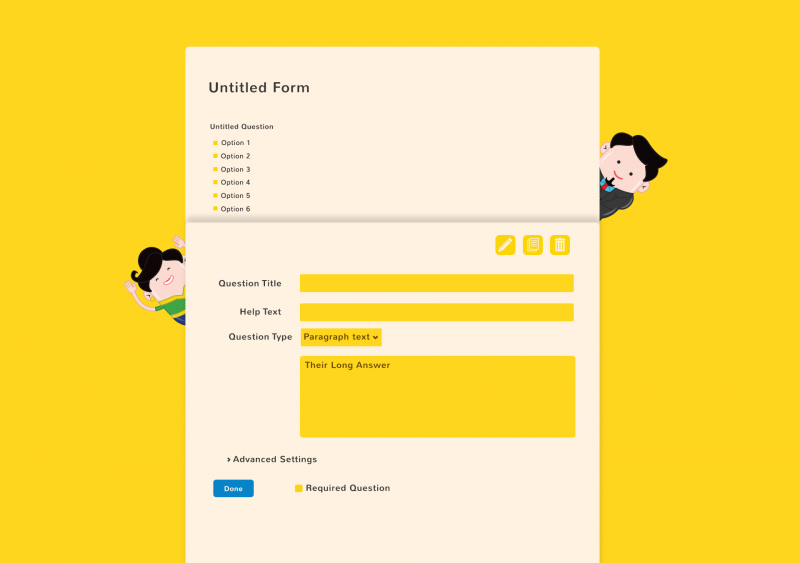 Untitled Form
Untitled Question
Option 1
Option 2
Option 3
Option 4
Option 5
Option 6
Question Title
Help Text
Question Type Paragraph text
Their Long Answer
Advanced Settings
Done Required Question